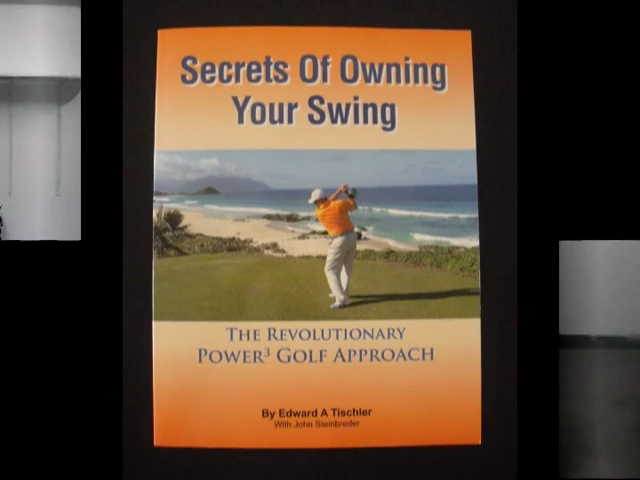 Secrets Of Owning
Your Swing
The Revolutionary
Power³ Golf Approach
By Edward A Tischler
With John Steinbreder